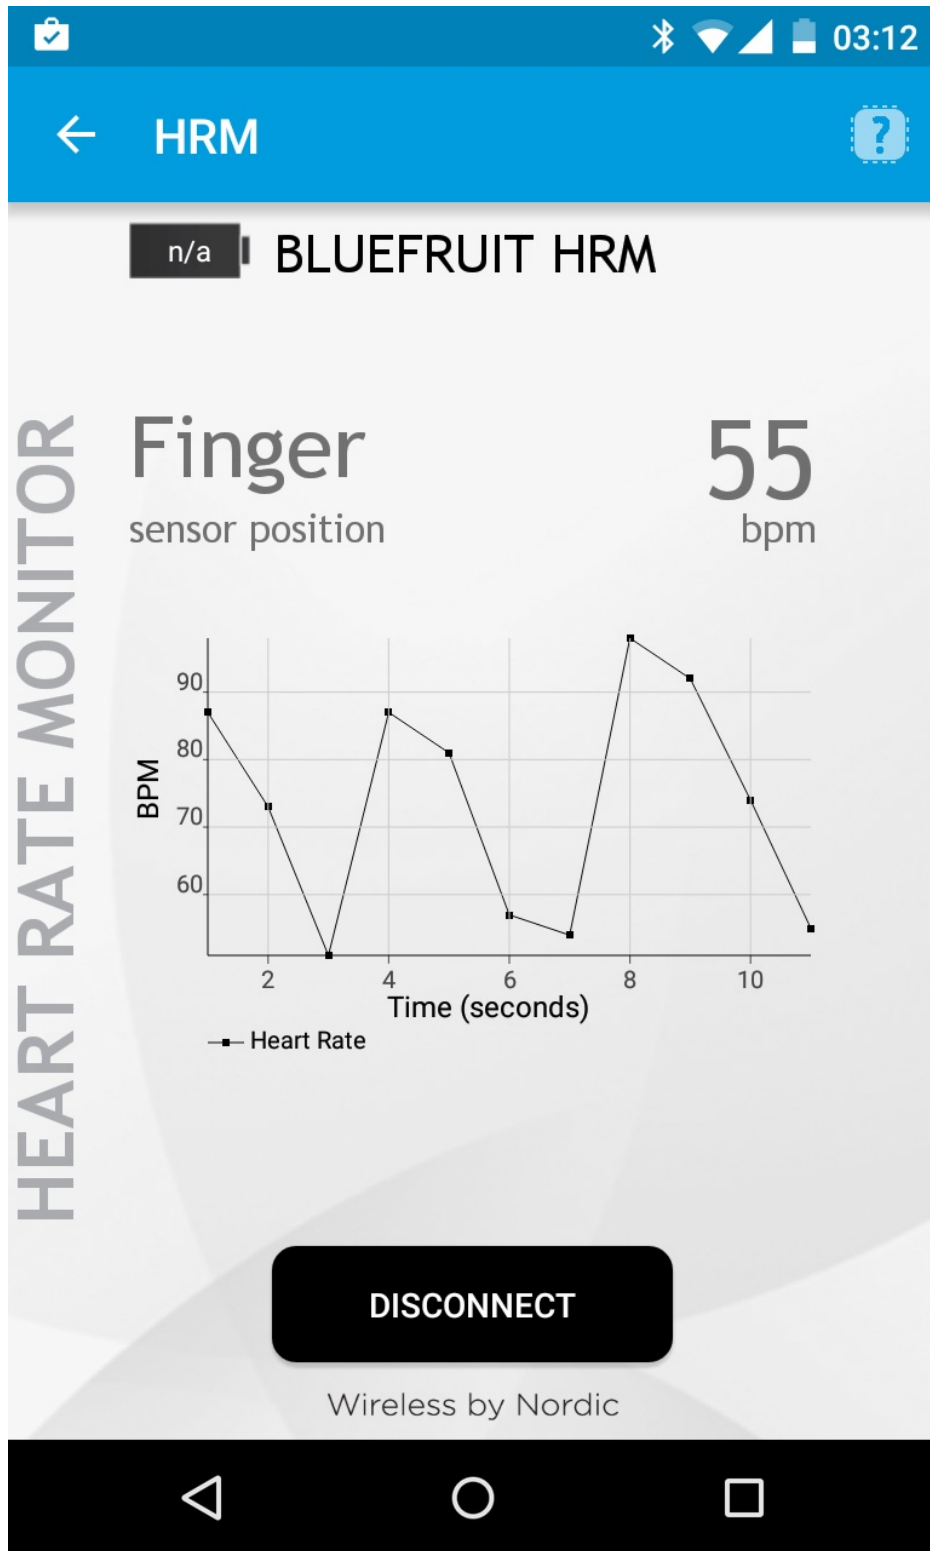 03:12
HRM
?
n/a
BLUEFRUIT HRM
HEART RATE MONITOR
Finger
55
sensor position
bpm
90
80
70
60
BPM
2 4 6 8 10
Time (seconds)
Heart Rate
DISCONNECT
Wireless by Nordic